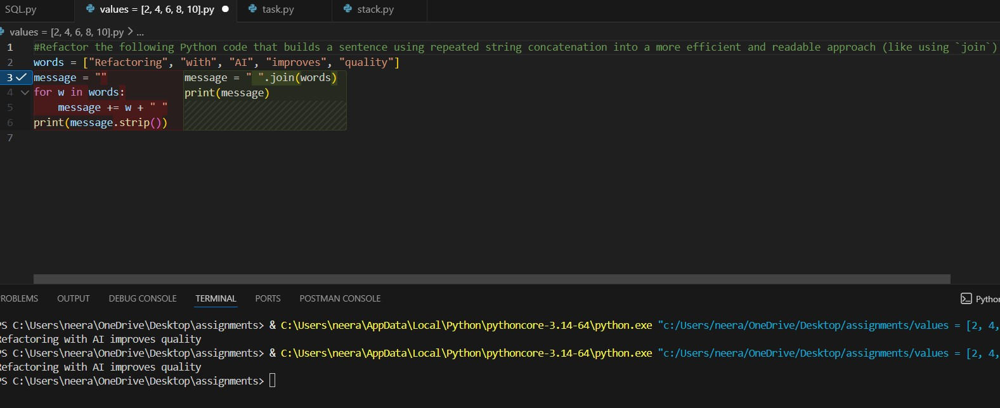 SQL.py values = [2, 4, 6, 8, 10].py task.py stack.py
values = [2, 4, 6, 8, 10].py > ...
1 #Refactor the following Python code that builds a sentence using repeated string concatenation into a more efficient and readable approach (like using `join`)
2 words = ["Refactoring", "with", "AI", "improves", "quality"]
3 message = "" message = " ".join(words)
4 for w in words: print(message)
5 message += w + " "
6 print(message.strip())
7
ROBLEMS OUTPUT DEBUG CONSOLE TERMINAL PORTS POSTMAN CONSOLE Python
PS C:\Users\neera\OneDrive\Desktop\assignments> & C:\Users\neera\AppData\Local\Python\pythoncore-3.14-64\python.exe "c:/Users/neera/OneDrive/Desktop/assignments/values = [2, 4,
Refactoring with AI improves quality
PS C:\Users\neera\OneDrive\Desktop\assignments> & C:\Users\neera\AppData\Local\Python\pythoncore-3.14-64\python.exe "c:/Users/neera/OneDrive/Desktop/assignments/values = [2, 4,
Refactoring with AI improves quality
PS C:\Users\neera\OneDrive\Desktop\assignments>